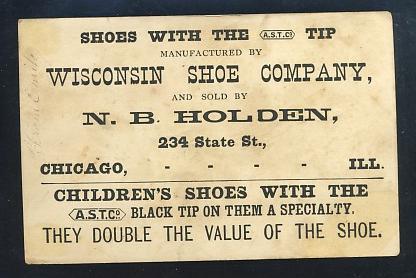 SHOES WITH THE A.S.T.Co TIP
MANUFACTURED BY
WISCONSIN SHOE COMPANY,
AND SOLD BY
N. B. HOLDEN,
234 State St.,
CHICAGO, - - - - ILL.
CHILDREN'S SHOES WITH THE
A.S.T.Co BLACK TIP ON THEM A SPECIALTY.
THEY DOUBLE THE VALUE OF THE SHOE.